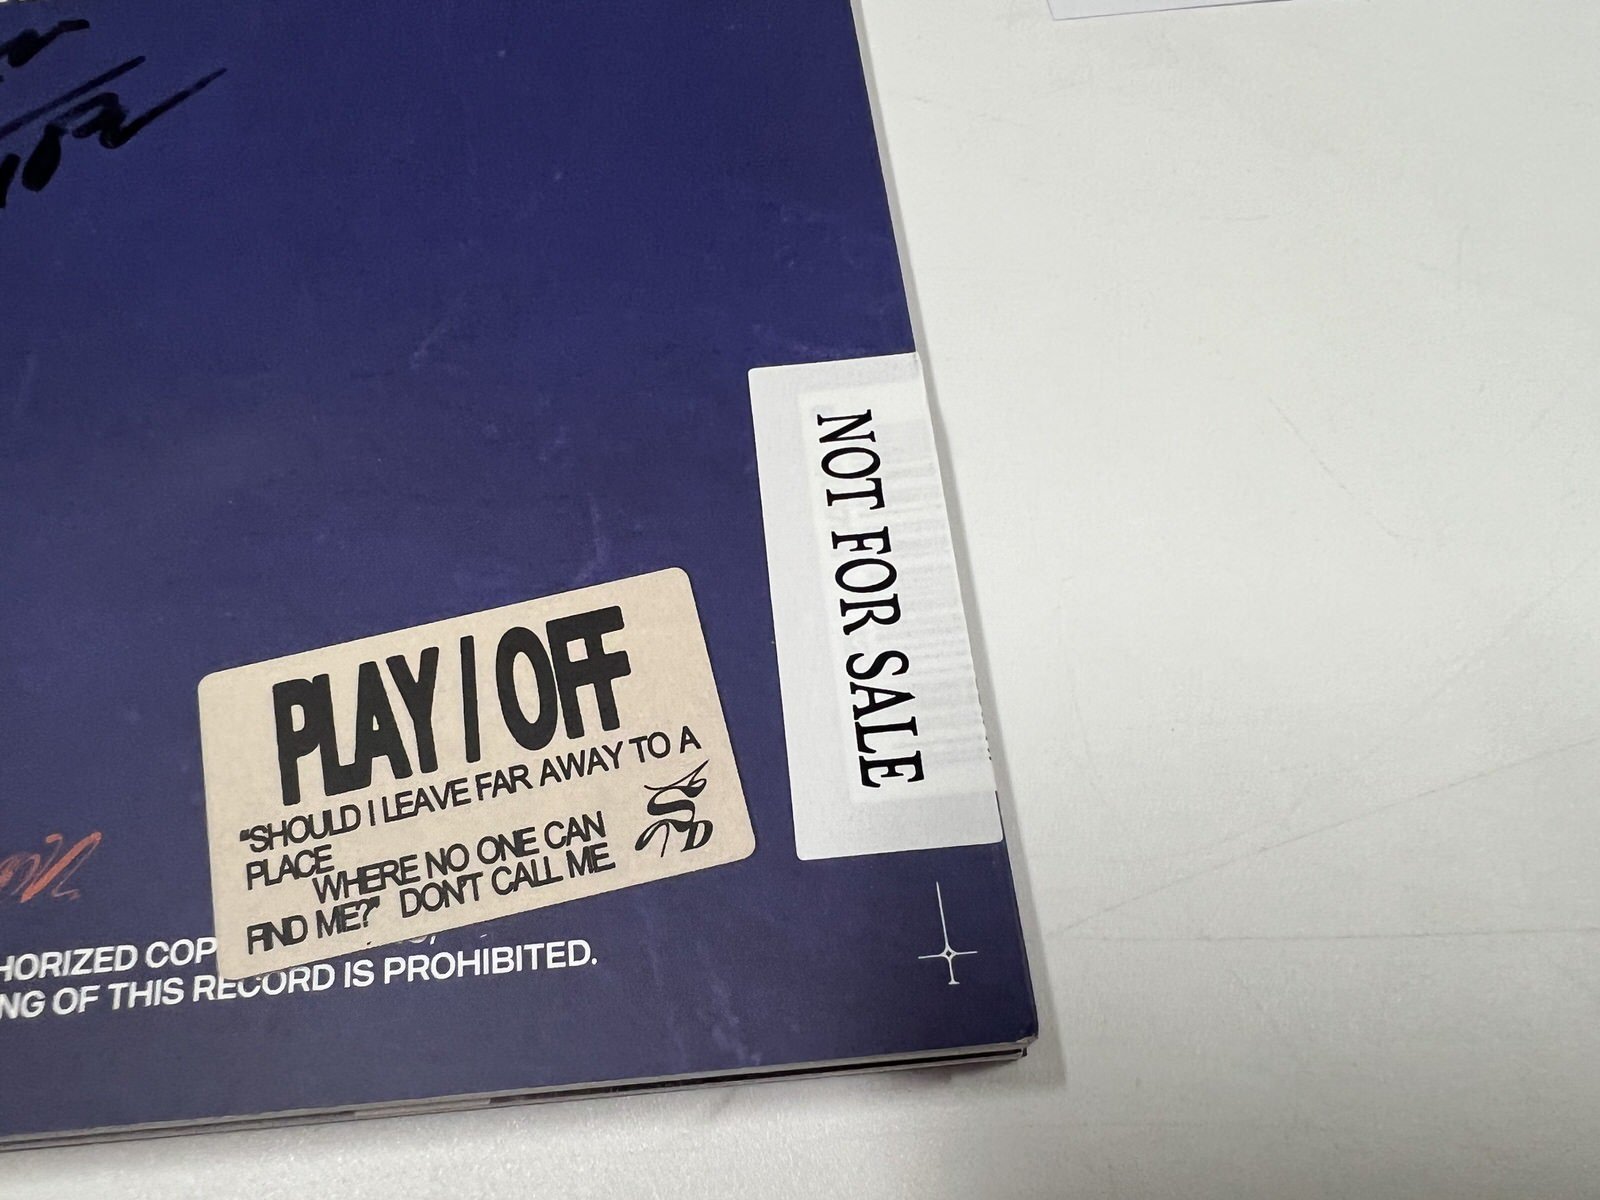 NOT FOR SALE
PLAY / OFF
"SHOULD I LEAVE FAR AWAY TO A
PLACE
WHERE NO ONE CAN
FIND ME?" DON'T CALL ME
HORIZED COP
NG OF THIS RECORD IS PROHIBITED.